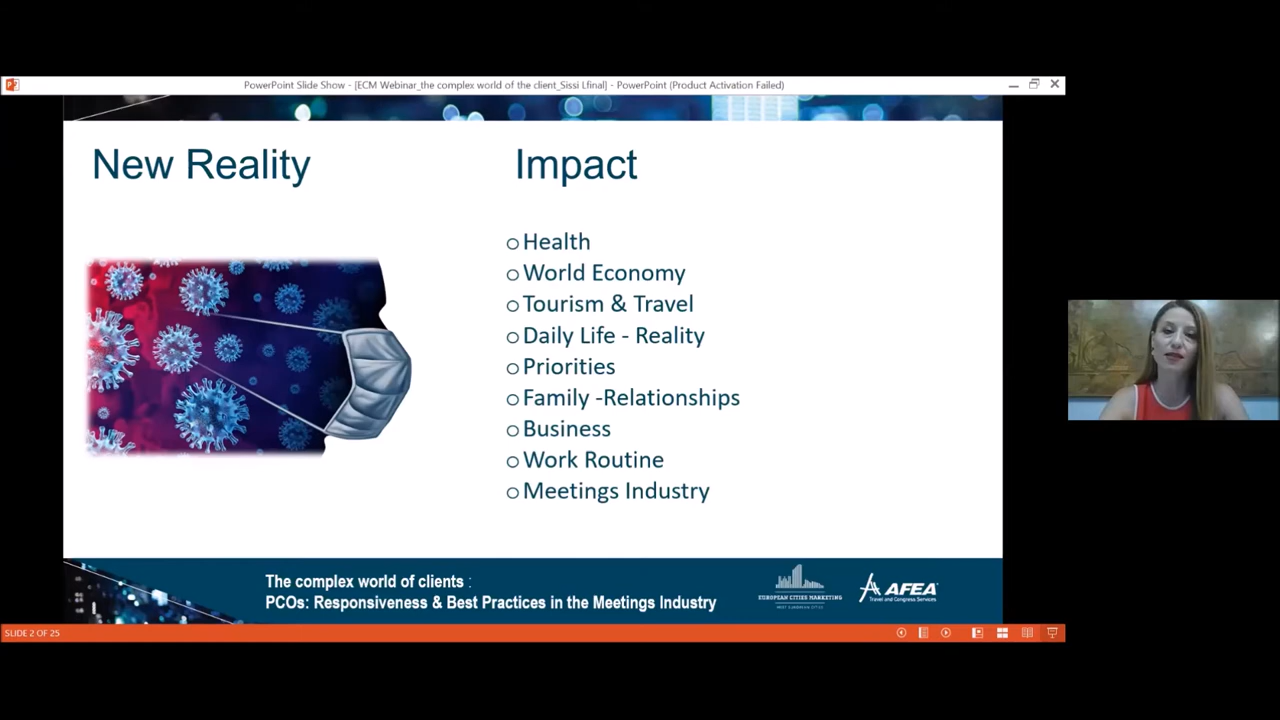 PowerPoint Slide Show - [ECM Webinar_the complex world of the client_Sissi Lfinal] - PowerPoint (Product Activation Failed)
New Reality
Impact
Health
World Economy
Tourism & Travel
Daily Life - Reality
Priorities
Family -Relationships
Business
Work Routine
Meetings Industry
The complex world of clients :
PCOs: Responsiveness & Best Practices in the Meetings Industry
EUROPEAN CITIES MARKETING
AFEA
Travel and Congress Services
SLIDE 2 OF 25